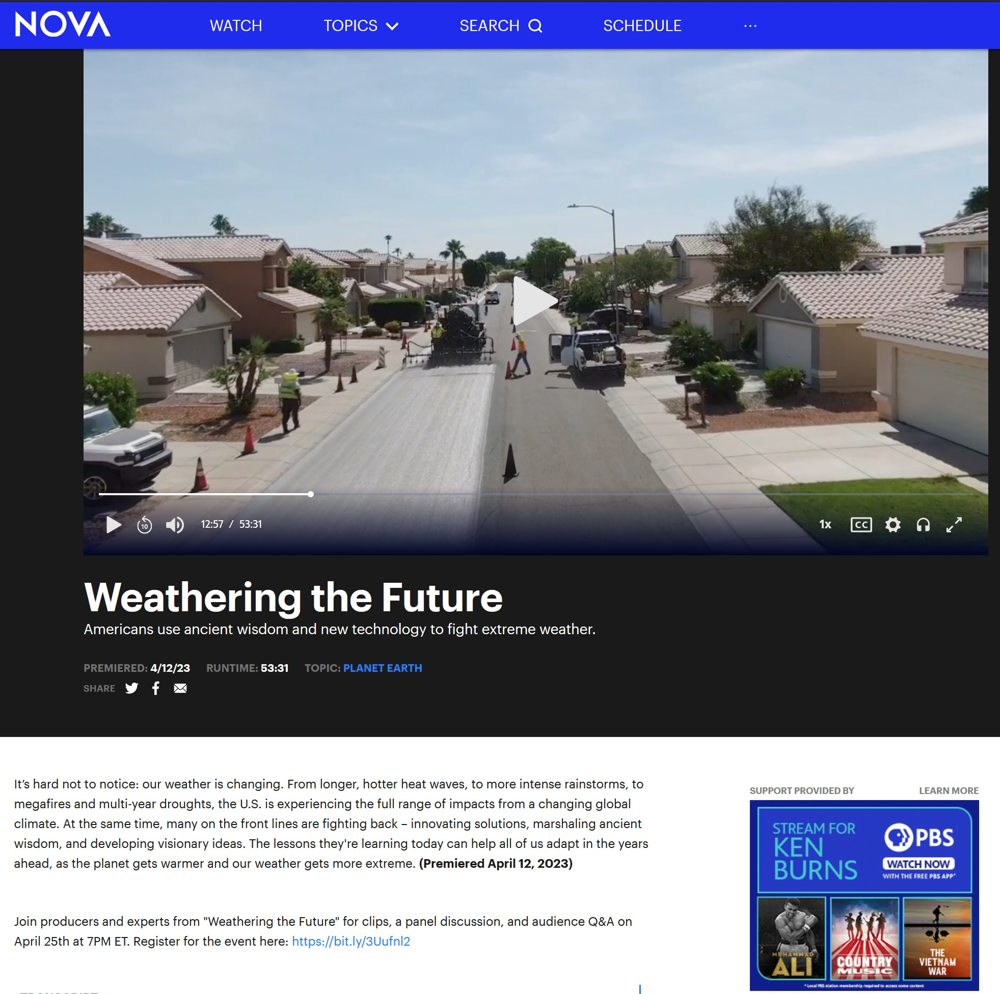 NOVA
WATCH
TOPICS
SEARCH
SCHEDULE
...
10
12:57 / 53:31
1x
CC
Weathering the Future
Americans use ancient wisdom and new technology to fight extreme weather.
PREMIERED: 4/12/23 RUNTIME: 53:31 TOPIC: PLANET EARTH
SHARE
It’s hard not to notice: our weather is changing. From longer, hotter heat waves, to more intense rainstorms, to
megafires and multi-year droughts, the U.S. is experiencing the full range of impacts from a changing global
climate. At the same time, many on the front lines are fighting back – innovating solutions, marshaling ancient
wisdom, and developing visionary ideas. The lessons they're learning today can help all of us adapt in the years
ahead, as the planet gets warmer and our weather gets more extreme. (Premiered April 12, 2023)
Join producers and experts from "Weathering the Future" for clips, a panel discussion, and audience Q&A on
April 25th at 7PM ET. Register for the event here: https://bit.ly/3Uufnl2
SUPPORT PROVIDED BY
LEARN MORE
STREAM FOR
KEN
BURNS
PBS
WATCH NOW
WITH THE FREE PBS APP*
MUHAMMAD
ALI
COUNTRY
MUSIC
THE
VIETNAM
WAR
* Local PBS station membership required to access some content